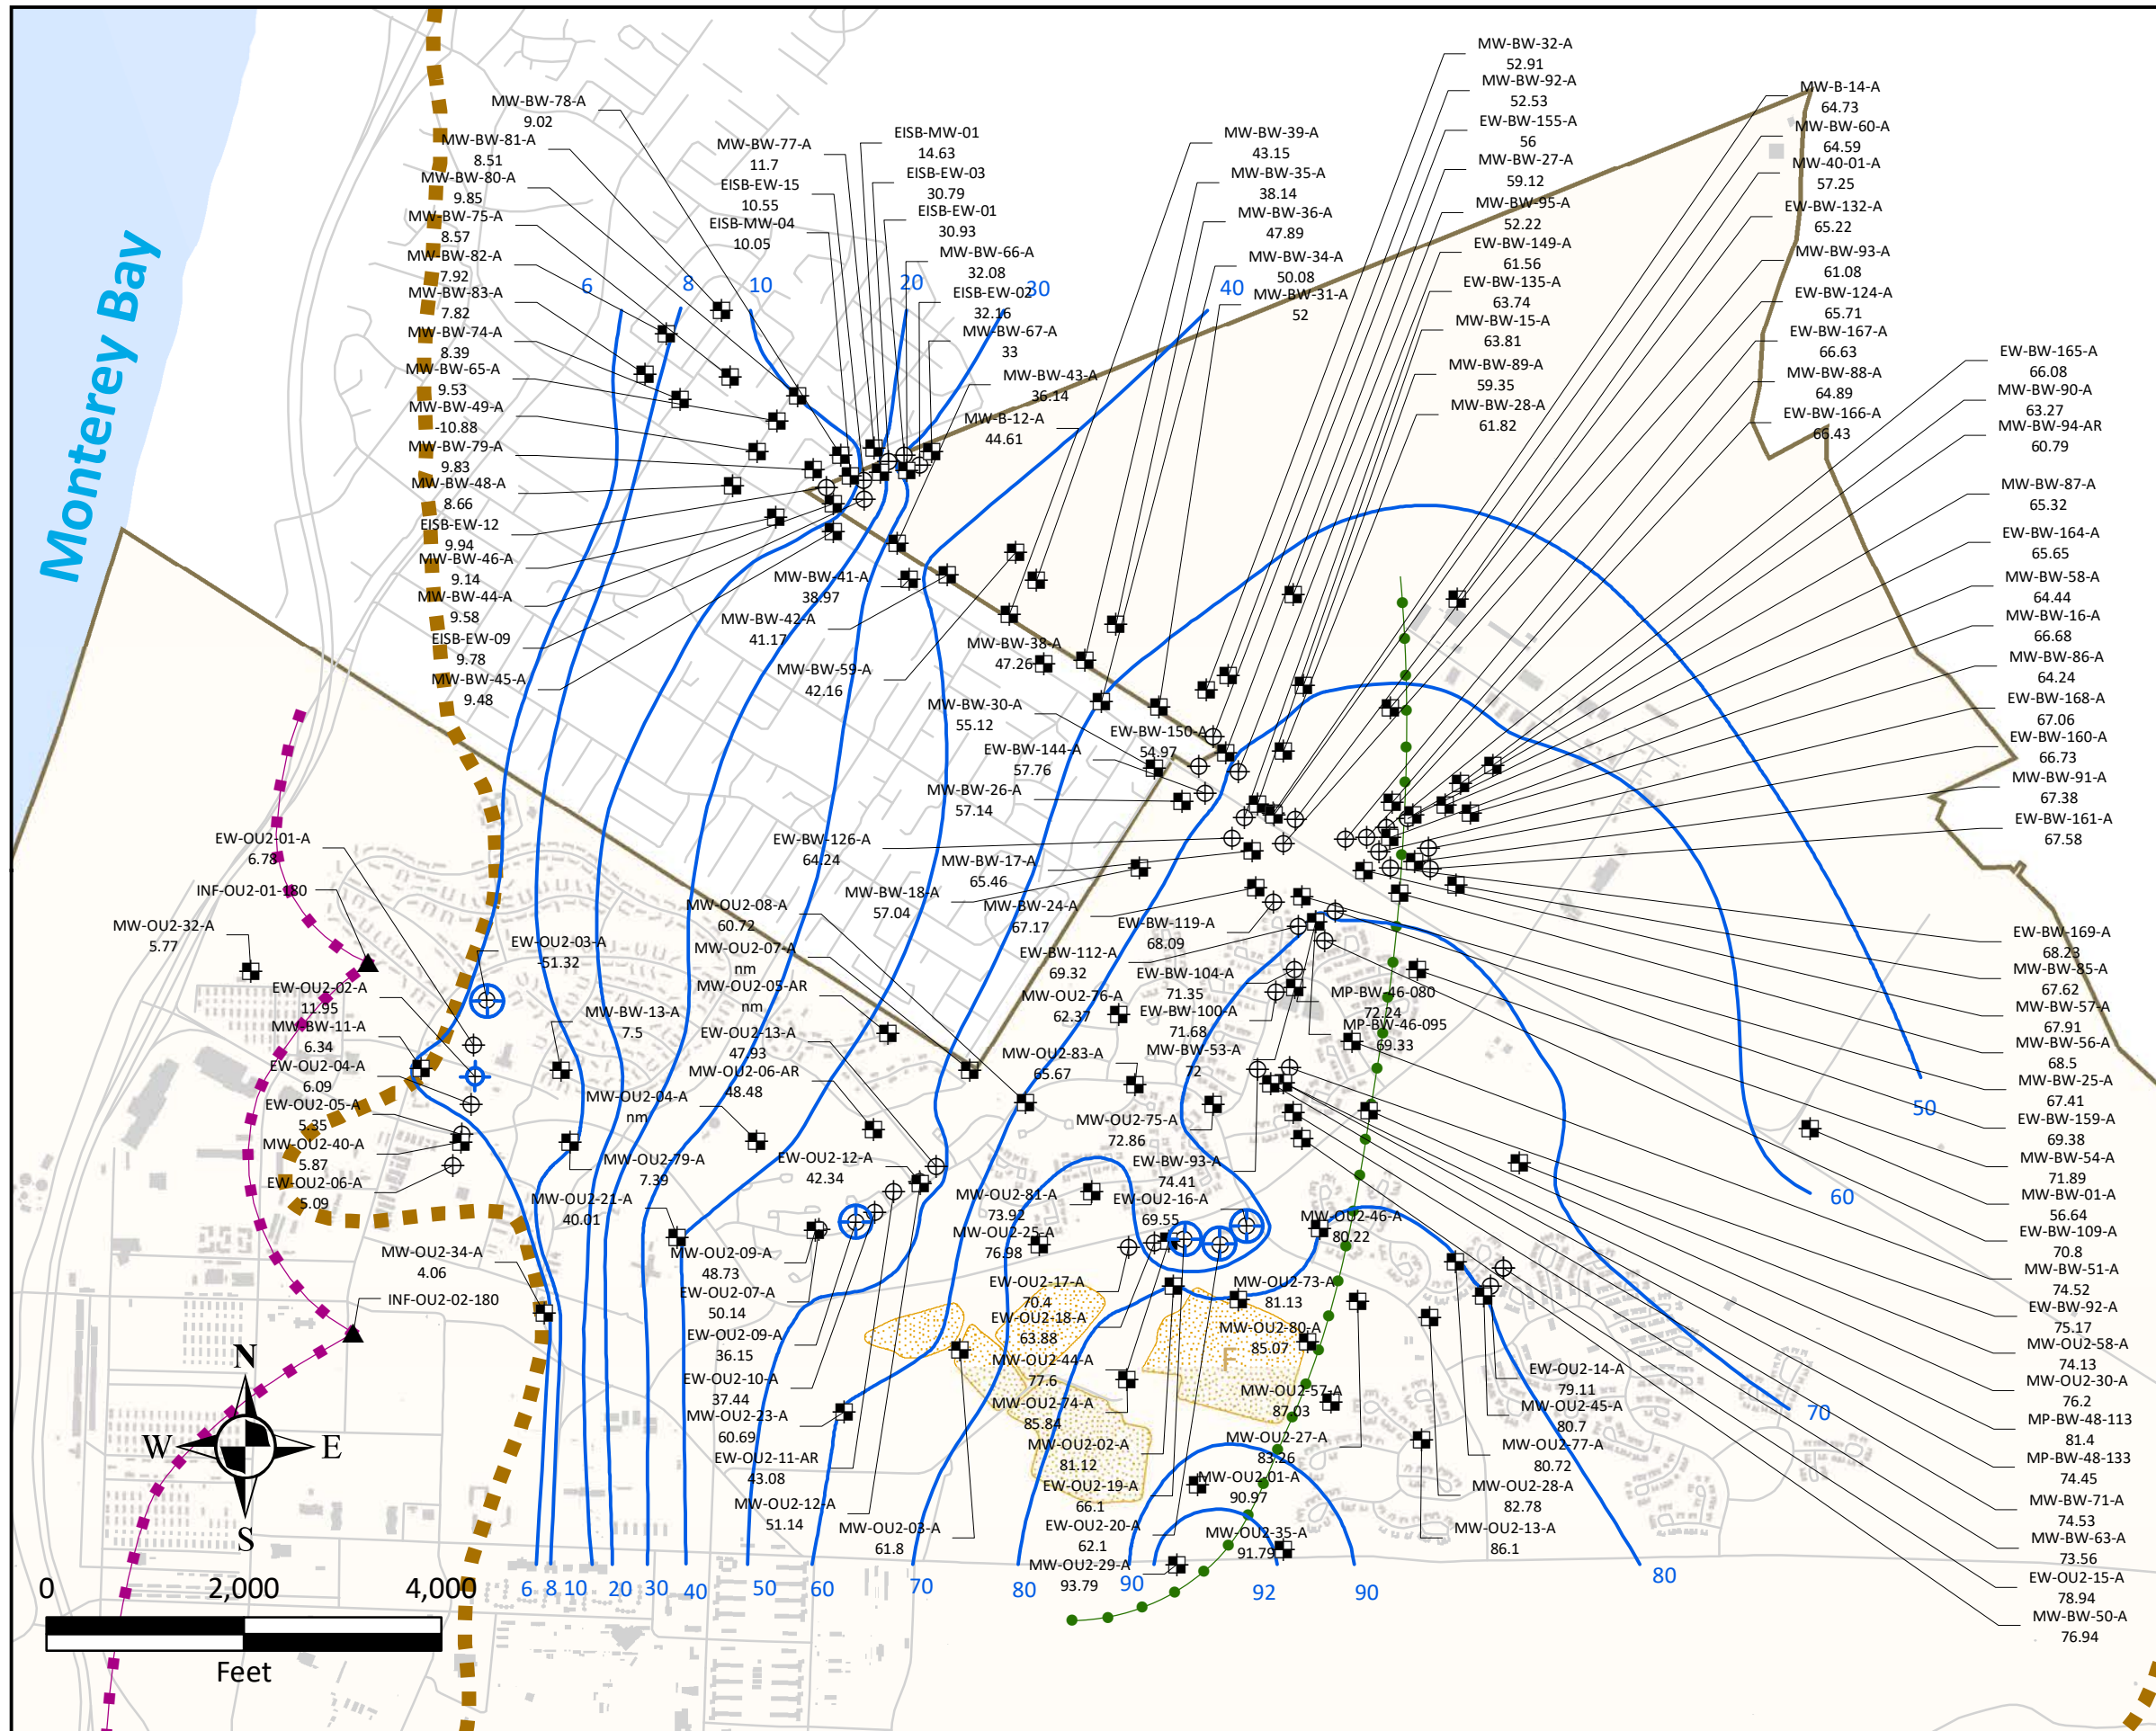 Monterey Bay
MW-BW-78-A
9.02
MW-BW-81-A
8.51
MW-BW-80-A
9.85
MW-BW-75-A
8.57
MW-BW-82-A
7.92
MW-BW-83-A
7.82
MW-BW-74-A
8.39
MW-BW-65-A
9.53
MW-BW-49-A
-10.88
MW-BW-79-A
9.83
MW-BW-48-A
8.66
EISB-EW-12
9.94
MW-BW-46-A
9.14
MW-BW-44-A
9.58
EISB-EW-09
9.78
MW-BW-45-A
9.48
MW-BW-77-A
11.7
EISB-EW-15
10.55
EISB-MW-04
10.05
EISB-MW-01
14.63
EISB-EW-03
30.79
EISB-EW-01
30.93
MW-BW-66-A
32.08
EISB-EW-02
32.16
MW-BW-67-A
33
MW-BW-43-A
36.14
MW-B-12-A
44.61
6
8
10
20
30
40
MW-BW-39-A
43.15
MW-BW-35-A
38.14
MW-BW-36-A
47.89
MW-BW-34-A
50.08
MW-BW-31-A
52
MW-BW-32-A
52.91
MW-BW-92-A
52.53
EW-BW-155-A
56
MW-BW-27-A
59.12
MW-BW-95-A
52.22
EW-BW-149-A
61.56
EW-BW-135-A
63.74
MW-BW-15-A
63.81
MW-BW-89-A
59.35
MW-BW-28-A
61.82
MW-B-14-A
64.73
MW-BW-60-A
64.59
MW-40-01-A
57.25
EW-BW-132-A
65.22
MW-BW-93-A
61.08
EW-BW-124-A
65.71
EW-BW-167-A
66.63
MW-BW-88-A
64.89
EW-BW-166-A
66.43
EW-BW-165-A
66.08
MW-BW-90-A
63.27
MW-BW-94-AR
60.79
MW-BW-87-A
65.32
EW-BW-164-A
65.65
MW-BW-58-A
64.44
MW-BW-16-A
66.68
MW-BW-86-A
64.24
EW-BW-168-A
67.06
EW-BW-160-A
66.73
MW-BW-91-A
67.38
EW-BW-161-A
67.58
EW-BW-169-A
68.23
MW-BW-85-A
67.62
MW-BW-57-A
67.91
MW-BW-56-A
68.5
MW-BW-25-A
67.41
EW-BW-159-A
69.38
MW-BW-54-A
71.89
MW-BW-01-A
56.64
EW-BW-109-A
70.8
MW-BW-51-A
74.52
EW-BW-92-A
75.17
MW-OU2-58-A
74.13
MW-OU2-30-A
76.2
MP-BW-48-113
81.4
MP-BW-48-133
74.45
MW-BW-71-A
74.53
MW-BW-63-A
73.56
EW-OU2-15-A
78.94
MW-BW-50-A
76.94
MW-BW-41-A
38.97
MW-BW-42-A
41.17
MW-BW-59-A
42.16
MW-BW-38-A
47.26
MW-BW-30-A
55.12
EW-BW-150-A
54.97
EW-BW-144-A
57.76
MW-BW-26-A
57.14
EW-BW-126-A
64.24
MW-BW-17-A
65.46
MW-BW-18-A
57.04
MW-BW-24-A
67.17
EW-BW-119-A
68.09
EW-BW-112-A
69.32
EW-BW-104-A
71.35
MW-OU2-76-A
62.37
EW-BW-100-A
71.68
MP-BW-46-080
72.24
MP-BW-46-095
69.33
MW-BW-53-A
72
MW-OU2-83-A
65.67
MW-OU2-75-A
72.86
EW-BW-93-A
74.41
EW-OU2-01-A
6.78
INF-OU2-01-180
MW-OU2-32-A
5.77
EW-OU2-03-A
-51.32
EW-OU2-02-A
11.95
MW-BW-11-A
6.34
EW-OU2-04-A
6.09
EW-OU2-05-A
5.35
MW-OU2-40-A
5.87
EW-OU2-06-A
5.09
MW-BW-13-A
7.5
MW-OU2-08-A
60.72
MW-OU2-07-A
nm
MW-OU2-05-AR
nm
EW-OU2-13-A
47.93
MW-OU2-06-AR
48.48
MW-OU2-04-A
nm
MW-OU2-79-A
7.39
EW-OU2-12-A
42.34
MW-OU2-21-A
40.01
MW-OU2-34-A
4.06
INF-OU2-02-180
MW-OU2-09-A
48.73
EW-OU2-07-A
50.14
EW-OU2-09-A
36.15
EW-OU2-10-A
37.44
MW-OU2-23-A
60.69
EW-OU2-11-AR
43.08
MW-OU2-12-A
51.14
MW-OU2-03-A
61.8
MW-OU2-81-A
73.92
EW-OU2-16-A
69.55
MW-OU2-25-A
76.98
MW-OU2-46-A
80.22
EW-OU2-17-A
70.4
MW-OU2-73-A
81.13
EW-OU2-18-A
63.88
MW-OU2-80-A
85.07
MW-OU2-44-A
77.6
F
MW-OU2-74-A
85.84
MW-OU2-57-A
87.03
MW-OU2-02-A
81.12
MW-OU2-27-A
83.26
EW-OU2-19-A
66.1
MW-OU2-01-A
90.97
EW-OU2-20-A
62.1
MW-OU2-35-A
91.79
MW-OU2-29-A
93.79
EW-OU2-14-A
79.11
MW-OU2-45-A
80.7
MW-OU2-77-A
80.72
MW-OU2-28-A
82.78
MW-OU2-13-A
86.1
50
60
70
80
6
8
10
20
30
40
50
60
70
80
90
92
90
N
W
E
S
0
2,000
4,000
Feet